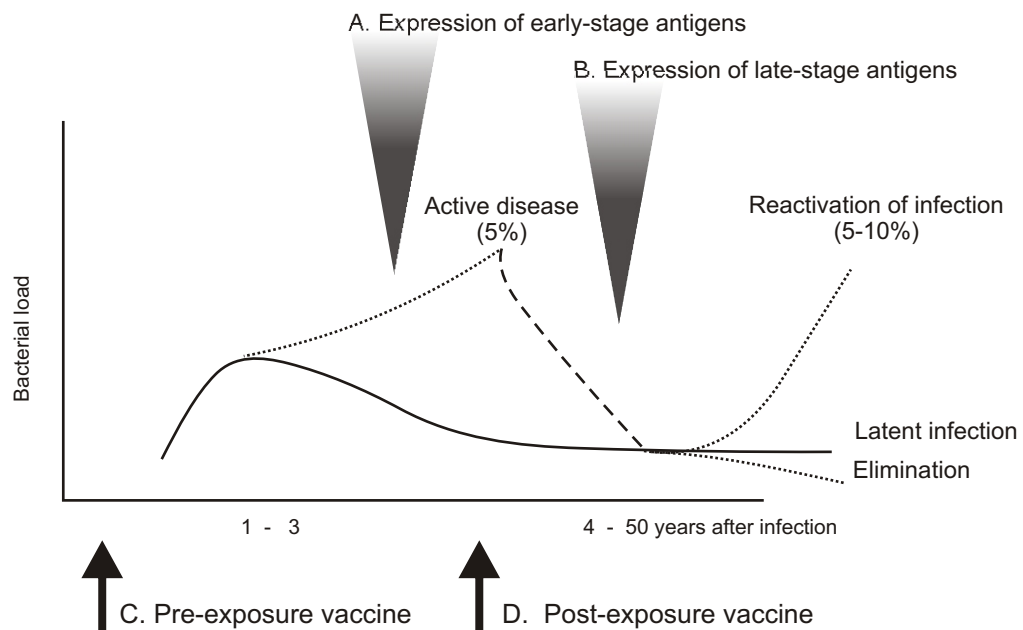 A. Expression of early-stage antigens
B. Expression of late-stage antigens
Active disease
(5%)
Reactivation of infection
(5-10%)
Bacterial load
Latent infection
Elimination
1 - 3
4 - 50 years after infection
C. Pre-exposure vaccine
D. Post-exposure vaccine